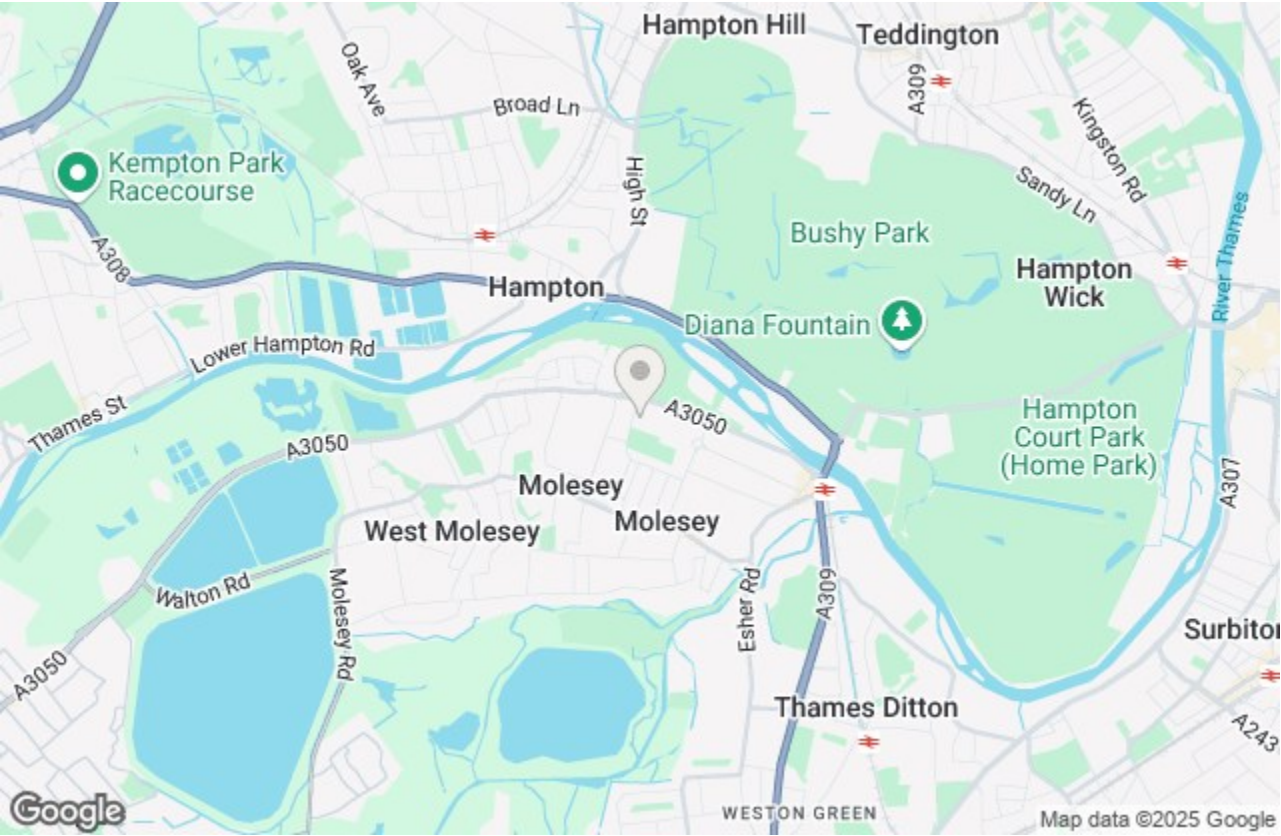 Hampton Hill
Teddington
Oak Ave
Broad Ln
A309
Kingston Rd
Kempton Park
Racecourse
High St
Sandy Ln
Bushy Park
River Thames
A308
Hampton
Hampton
Wick
Diana Fountain
Lower Hampton Rd
Thames St
A3050
A3050
Hampton
Court Park
(Home Park)
A307
Molesey
Molesey
West Molesey
Walton Rd
Molesey Rd
Esher Rd
A309
Surbiton
A3050
Thames Ditton
A243
WESTON GREEN
Google
Map data ©2025 Google